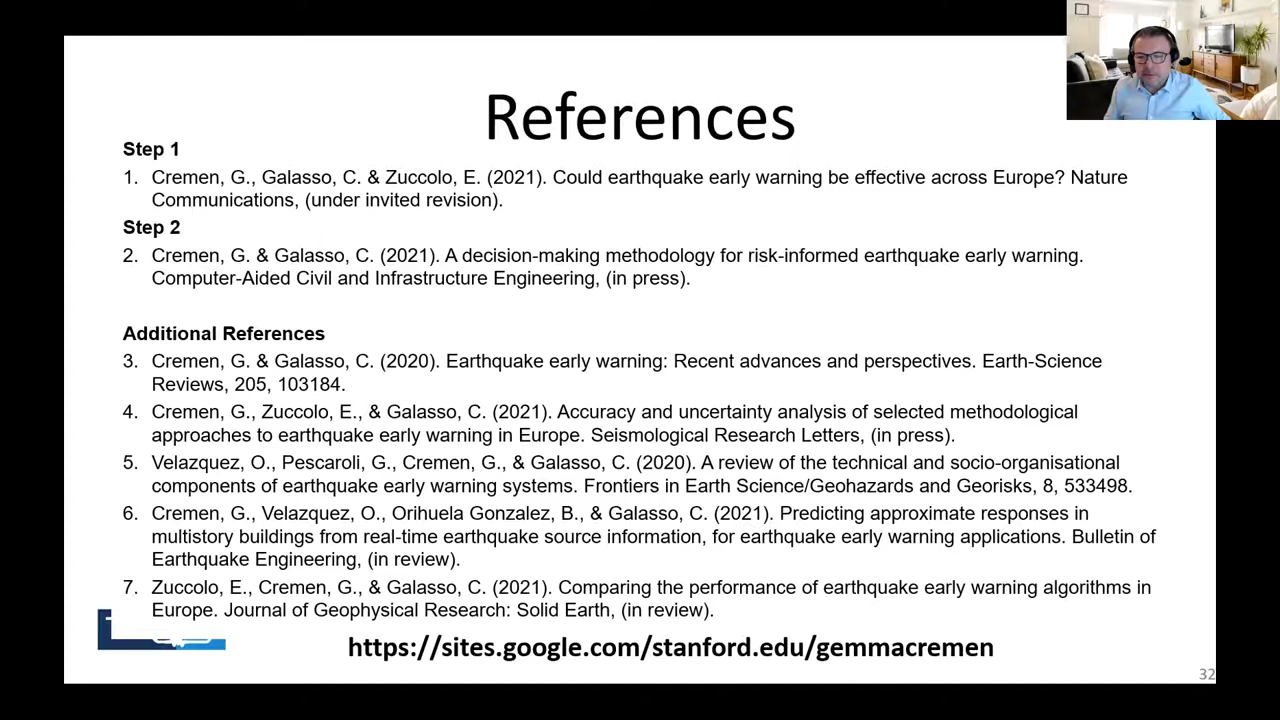 References
Step 1
1. Cremen, G., Galasso, C. & Zuccolo, E. (2021). Could earthquake early warning be effective across Europe? Nature
Communications, (under invited revision).
Step 2
2. Cremen, G. & Galasso, C. (2021). A decision-making methodology for risk-informed earthquake early warning.
Computer-Aided Civil and Infrastructure Engineering, (in press).
Additional References
3. Cremen, G. & Galasso, C. (2020). Earthquake early warning: Recent advances and perspectives. Earth-Science
Reviews, 205, 103184.
4. Cremen, G., Zuccolo, E., & Galasso, C. (2021). Accuracy and uncertainty analysis of selected methodological
approaches to earthquake early warning in Europe. Seismological Research Letters, (in press).
5. Velazquez, O., Pescaroli, G., Cremen, G., & Galasso, C. (2020). A review of the technical and socio-organisational
components of earthquake early warning systems. Frontiers in Earth Science/Geohazards and Georisks, 8, 533498.
6. Cremen, G., Velazquez, O., Orihuela Gonzalez, B., & Galasso, C. (2021). Predicting approximate responses in
multistory buildings from real-time earthquake source information, for earthquake early warning applications. Bulletin of
Earthquake Engineering, (in review).
7. Zuccolo, E., Cremen, G., & Galasso, C. (2021). Comparing the performance of earthquake early warning algorithms in
Europe. Journal of Geophysical Research: Solid Earth, (in review).
https://sites.google.com/stanford.edu/gemmacremen
32